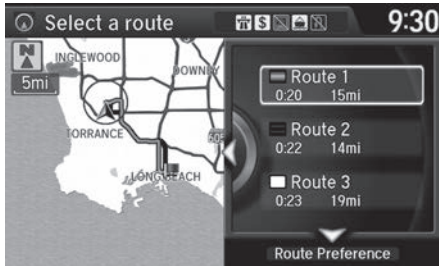 Select a route
$
9:30
N
5mi
INGLEWOOD
DOWNEY
TORRANCE
605
LONG BEACH
Route 1
0:20 15mi
Route 2
0:22 14mi
Route 3
0:23 19mi
Route Preference